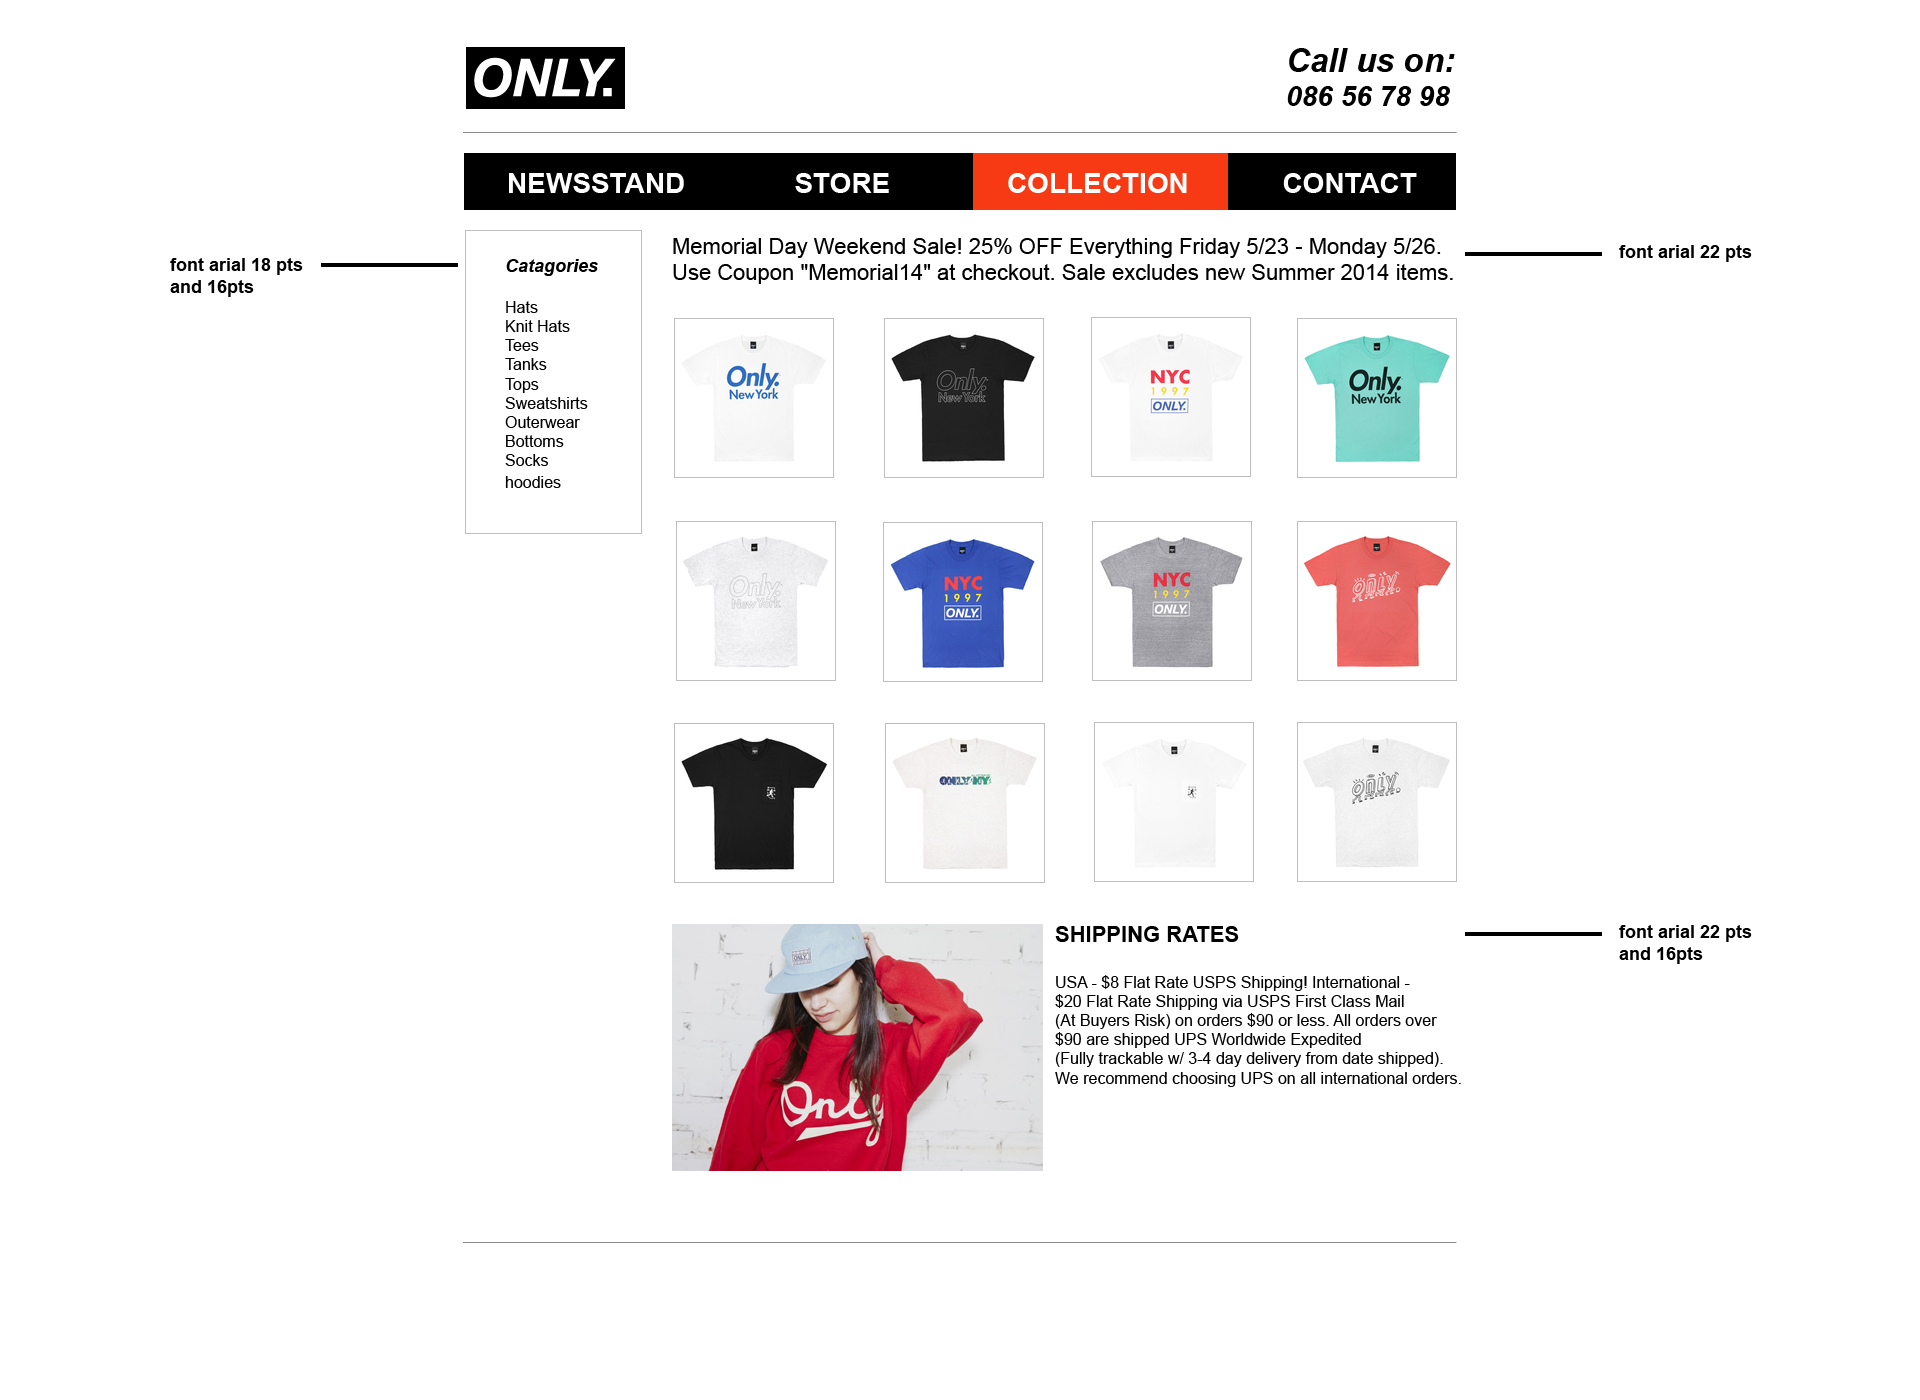 ONLY.
Call us on:
086 56 78 98
NEWSSTAND STORE COLLECTION CONTACT
font arial 18 pts
and 16pts
Catagories
Hats
Knit Hats
Tees
Tanks
Tops
Sweatshirts
Outerwear
Bottoms
Socks
hoodies
Memorial Day Weekend Sale! 25% OFF Everything Friday 5/23 - Monday 5/26.
Use Coupon "Memorial14" at checkout. Sale excludes new Summer 2014 items.
font arial 22 pts
Only.
New York
Only.
New York
NYC
1997
ONLY.
Only.
New York
Only.
New York
NYC
1997
ONLY.
NYC
1997
ONLY.
ONLY.
ONLY NY
ONLY.
ONLY.
Only
SHIPPING RATES
USA - $8 Flat Rate USPS Shipping! International -
$20 Flat Rate Shipping via USPS First Class Mail
(At Buyers Risk) on orders $90 or less. All orders over
$90 are shipped UPS Worldwide Expedited
(Fully trackable w/ 3-4 day delivery from date shipped).
We recommend choosing UPS on all international orders.
font arial 22 pts
and 16pts